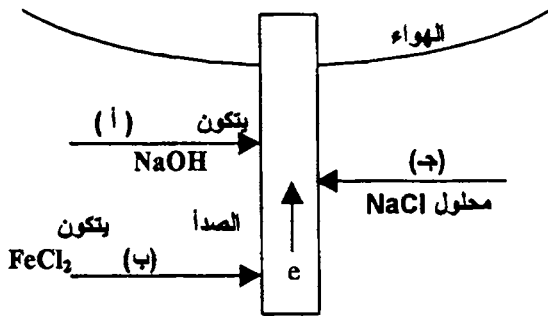 الهواء
(أ) يتكون
NaOH
(جـ)
محلول NaCl
يتكون الصدأ
FeCl₂ (ب)
e